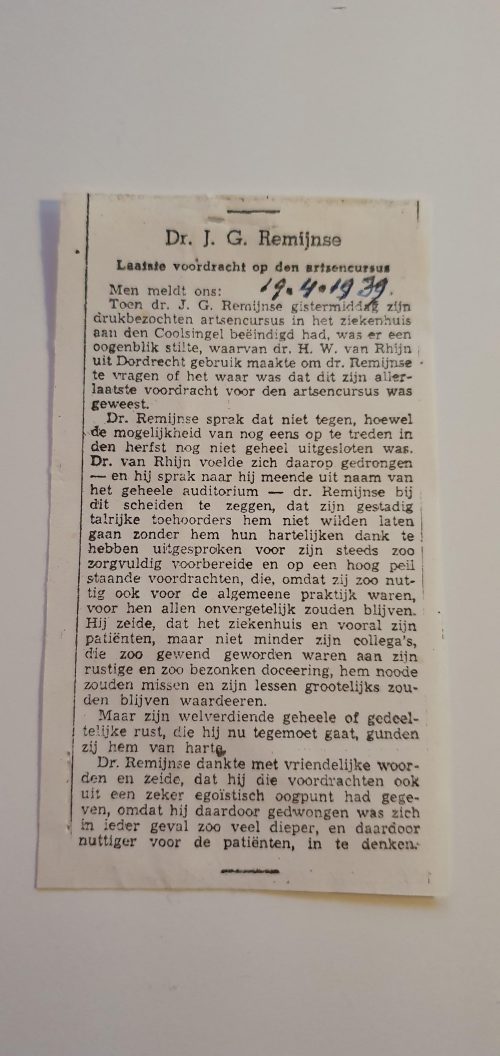 Dr. J. G. Remijnse
Laatste voordracht op den artsencursus
Men meldt ons: 19.4.1939.
Toen dr. J. G. Remijnse gistermiddag zijn
drukbezochten artsencursus in het ziekenhuis
aan den Coolsingel beëindigd had, was er een
oogenblik stilte, waarvan dr. H. W. van Rhijn
uit Dordrecht gebruik maakte om dr. Remijnse
te vragen of het waar was dat dit zijn aller-
laatste voordracht voor den artsencursus was
geweest.
Dr. Remijnse sprak dat niet tegen, hoewel
de mogelijkheid van nog eens op te treden in
den herfst nog niet geheel uitgesloten was.
Dr. van Rhijn voelde zich daarop gedrongen
— en hij sprak naar hij meende uit naam van
het geheele auditorium — dr. Remijnse bij
dit scheiden te zeggen, dat zijn gestadig
talrijke toehoorders hem niet wilden laten
gaan zonder hem hun hartelijken dank te
hebben uitgesproken voor zijn steeds zoo
zorgvuldig voorbereide en op een hoog peil
staande voordrachten, die, omdat zij zoo nut-
tig ook voor de algemeene praktijk waren,
voor hen allen onvergetelijk zouden blijven.
Hij zeide, dat het ziekenhuis en vooral zijn
patiënten, maar niet minder zijn collega's,
die zoo gewend geworden waren aan zijn
rustige en zoo bezonken doceering, hem noode
zouden missen en zijn lessen grootelijks zou-
den blijven waardeeren.
Maar zijn welverdiende geheele of gedeel-
telijke rust, die hij nu tegemoet gaat, gunden
zij hem van harte.
Dr. Remijnse dankte met vriendelijke woor-
den en zeide, dat hij die voordrachten ook
uit een zeker egoïstisch oogpunt had gege-
ven, omdat hij daardoor gedwongen was zich
in ieder geval zoo veel dieper, en daardoor
nuttiger voor de patiënten, in te denken.